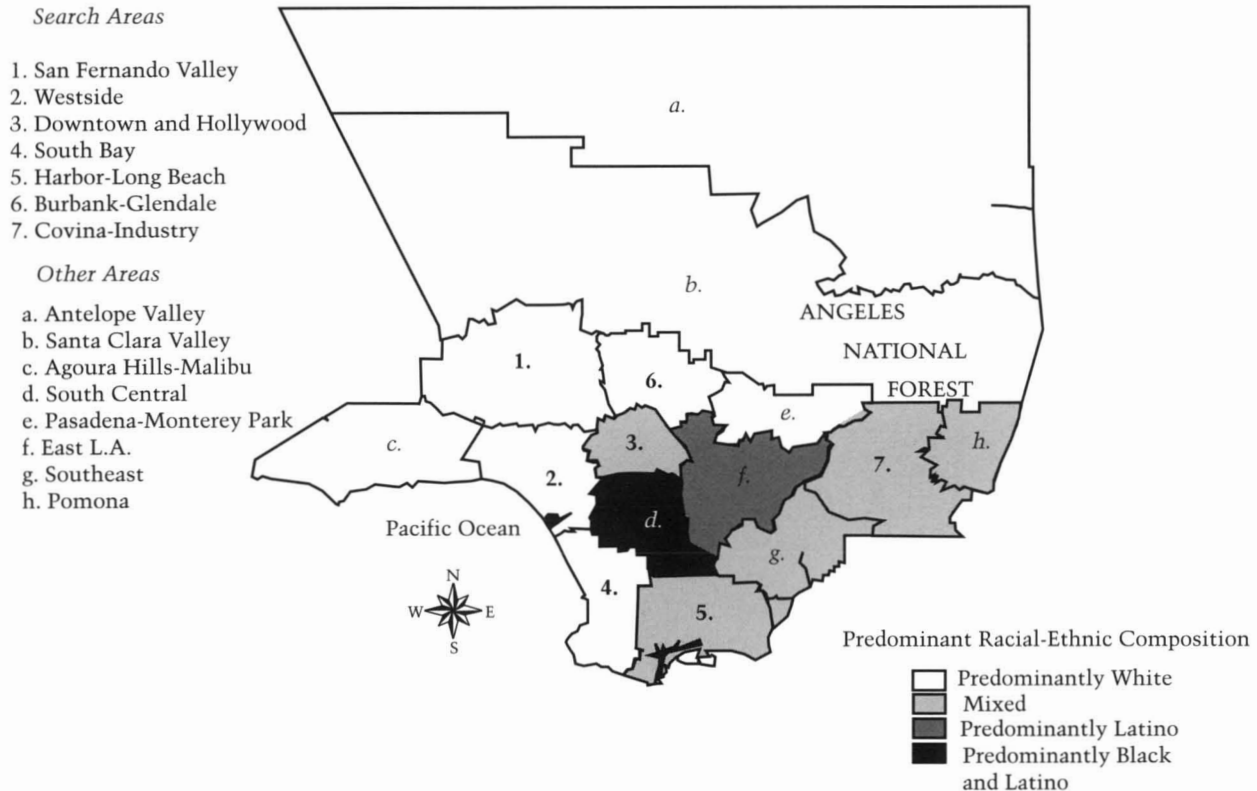 Search Areas
1. San Fernando Valley
2. Westside
3. Downtown and Hollywood
4. South Bay
5. Harbor-Long Beach
6. Burbank-Glendale
7. Covina-Industry
Other Areas
a. Antelope Valley
b. Santa Clara Valley
c. Agoura Hills-Malibu
d. South Central
e. Pasadena-Monterey Park
f. East L.A.
g. Southeast
h. Pomona
a.
b.
ANGELES
NATIONAL
FOREST
1.
6.
e.
c.
3.
h.
2.
f.
7.
Pacific Ocean
d.
g.
4.
5.
N
W
E
S
Predominant Racial-Ethnic Composition
Predominantly White
Mixed
Predominantly Latino
Predominantly Black
and Latino